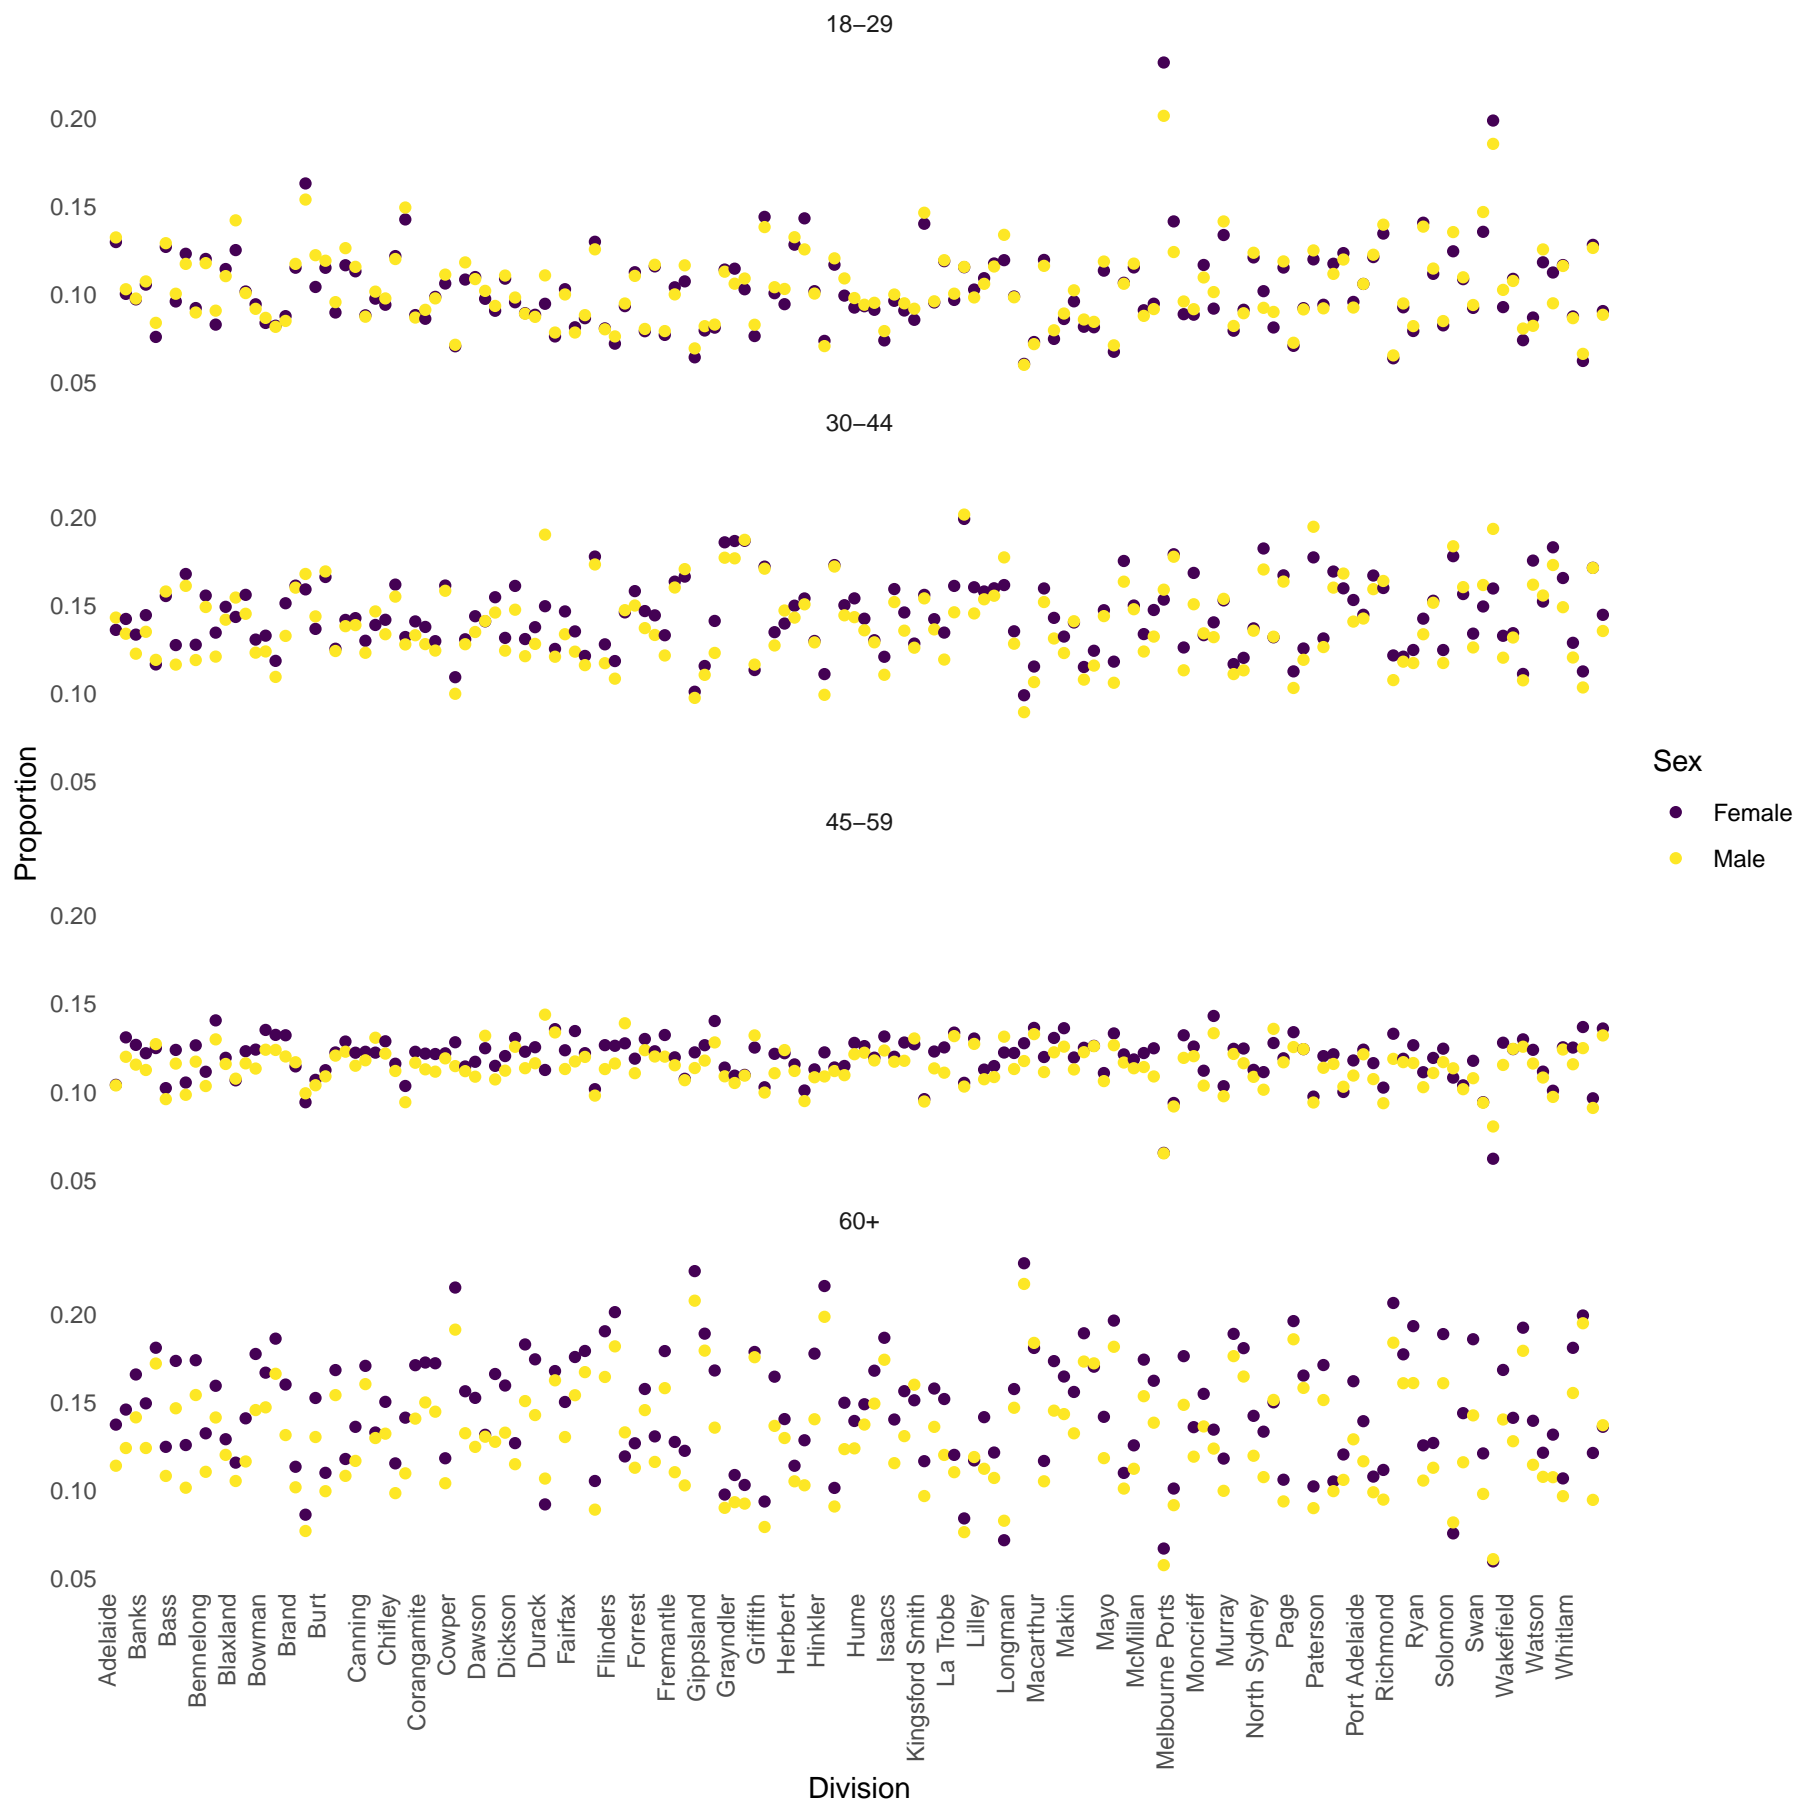 18–29
0.20
0.15
0.10
0.05
30–44
0.20
0.15
0.10
0.05
45–59
0.20
0.15
0.10
0.05
60+
0.20
0.15
0.10
0.05
Proportion
Sex
Female
Male
Adelaide
Banks
Bass
Bennelong
Blaxland
Bowman
Brand
Burt
Canning
Chifley
Corangamite
Cowper
Dawson
Dickson
Durack
Fairfax
Flinders
Forrest
Fremantle
Gippsland
Grayndler
Griffith
Herbert
Hinkler
Hume
Isaacs
Kingsford Smith
La Trobe
Lilley
Longman
Macarthur
Makin
Mayo
McMillan
Melbourne Ports
Moncrieff
Murray
North Sydney
Page
Paterson
Port Adelaide
Richmond
Ryan
Solomon
Swan
Wakefield
Watson
Whitlam
Division